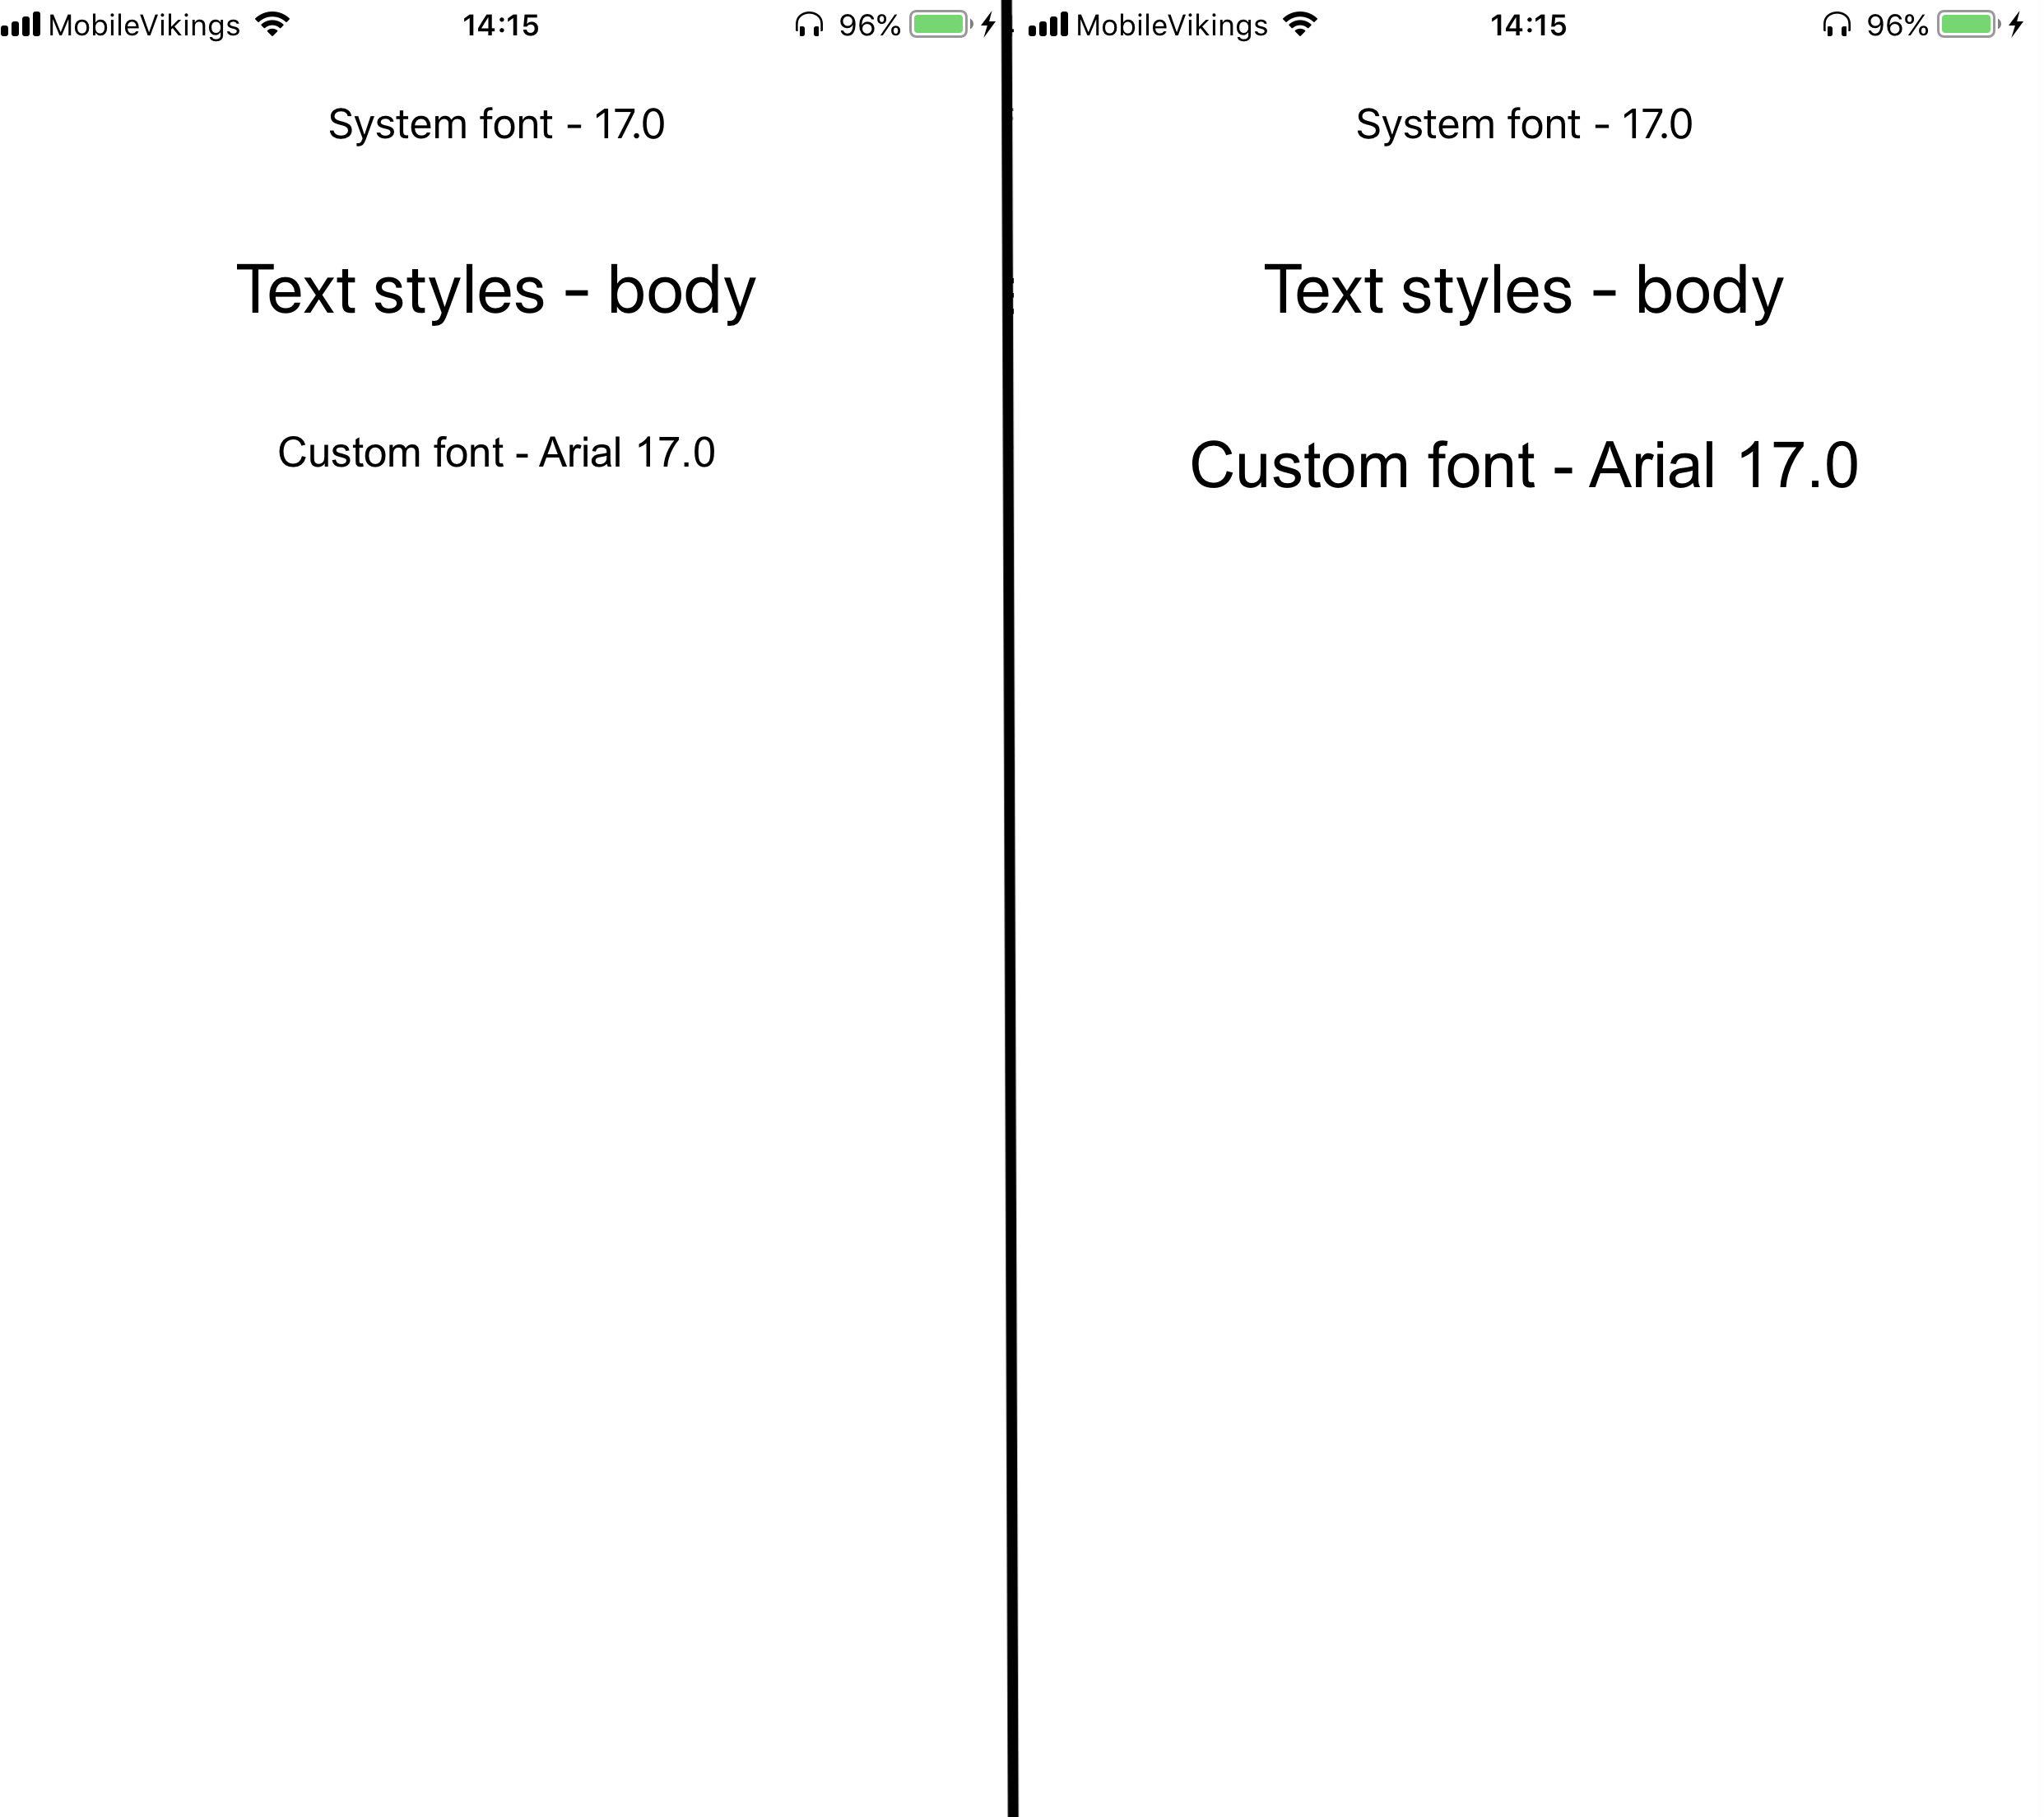 MobileVikings 14:15 96%
System font - 17.0
Text styles - body
Custom font - Arial 17.0
MobileVikings 14:15 96%
System font - 17.0
Text styles - body
Custom font - Arial 17.0